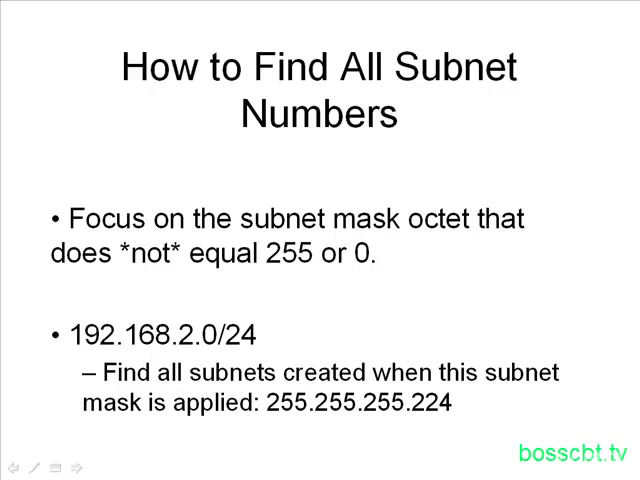 How to Find All Subnet
Numbers
• Focus on the subnet mask octet that
does *not* equal 255 or 0.
• 192.168.2.0/24
– Find all subnets created when this subnet
mask is applied: 255.255.255.224
bosscbt.tv